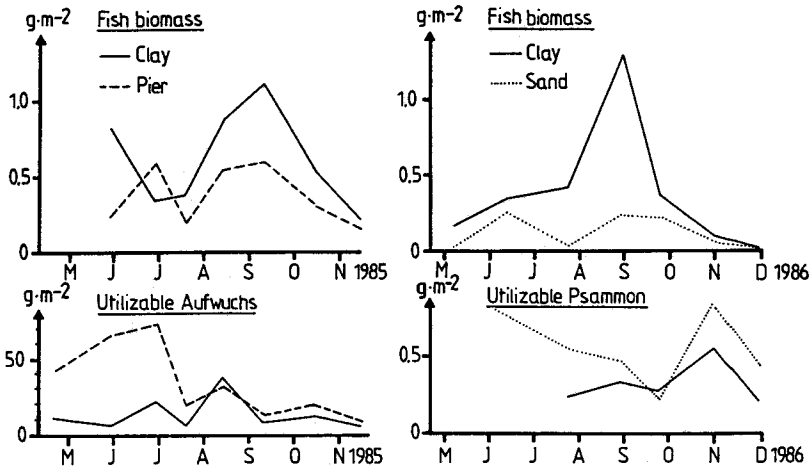 g·m-2
Fish biomass
Clay
Pier
1,0
0,5
0
M J J A S O N 1985
g·m-2
Fish biomass
Clay
Sand
1,0
0,5
0
M J J A S O N D 1986
g·m-2
Utilizable Aufwuchs
50
0
M J J A S O N 1985
g·m-2
Utilizable Psammon
0,5
0
M J J A S O N D 1986